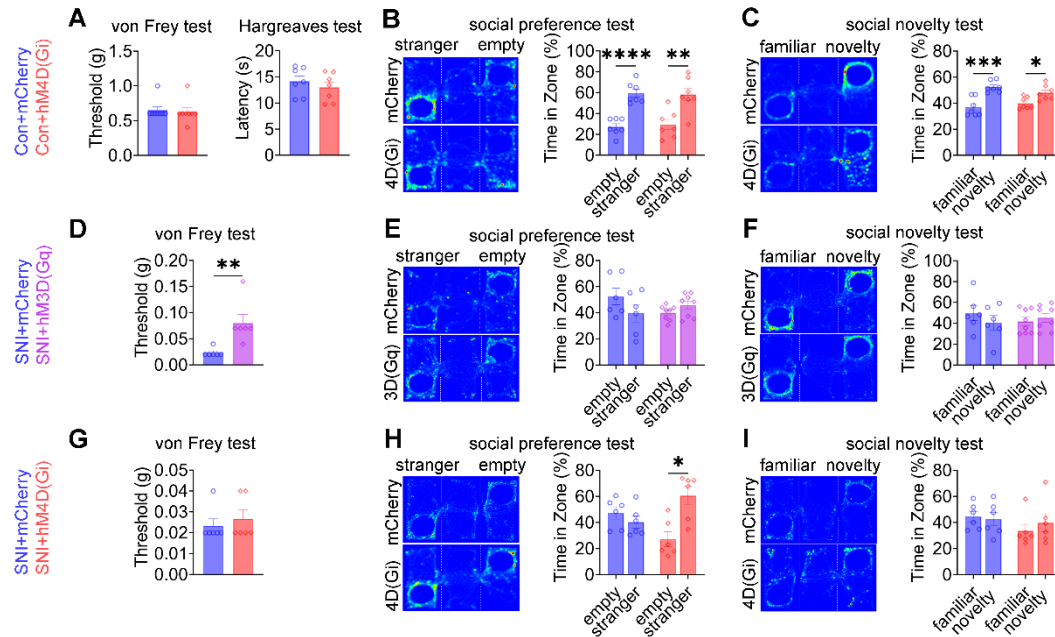 A
von Frey test
Hargreaves test
Con+mCherry
Con+hM4D(Gi)
Threshold (g)
1.5
1.0
0.5
0.0
Latency (s)
20
15
10
5
0
B
social preference test
stranger empty
mCherry
4D(Gi)
Time in Zone (%)
100
80
60
40
20
0
**** **
empty
stranger
empty
stranger
C
social novelty test
familiar novelty
mCherry
4D(Gi)
Time in Zone (%)
100
80
60
40
20
0
*** *
familiar
novelty
familiar
novelty
D
von Frey test
SNI+mCherry
SNI+hM3D(Gq)
Threshold (g)
0.20
0.15
0.10
0.05
0.00
**
E
social preference test
stranger empty
mCherry
3D(Gq)
Time in Zone (%)
100
80
60
40
20
0
empty
stranger
empty
stranger
F
social novelty test
familiar novelty
mCherry
3D(Gq)
Time in Zone (%)
100
80
60
40
20
0
familiar
novelty
familiar
novelty
G
von Frey test
SNI+mCherry
SNI+hM4D(Gi)
Threshold (g)
0.05
0.04
0.03
0.02
0.01
0.00
H
social preference test
stranger empty
mCherry
4D(Gi)
Time in Zone (%)
100
80
60
40
20
0
*
empty
stranger
empty
stranger
I
social novelty test
familiar novelty
mCherry
4D(Gi)
Time in Zone (%)
100
80
60
40
20
0
familiar
novelty
familiar
novelty